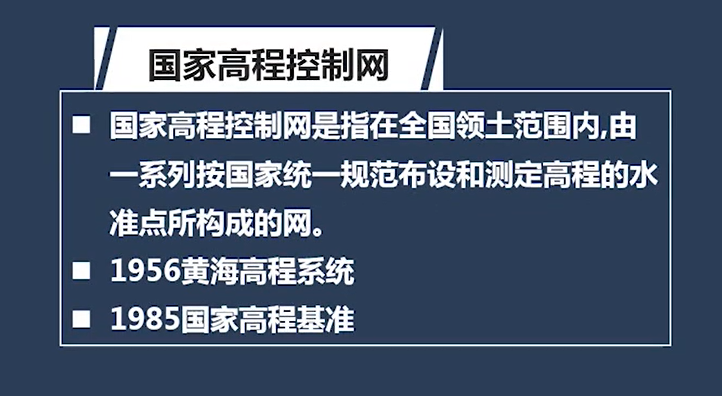 国家高程控制网
■ 国家高程控制网是指在全国领土范围内,由
一系列按国家统一规范布设和测定高程的水
准点所构成的网。
■ 1956黄海高程系统
■ 1985国家高程基准